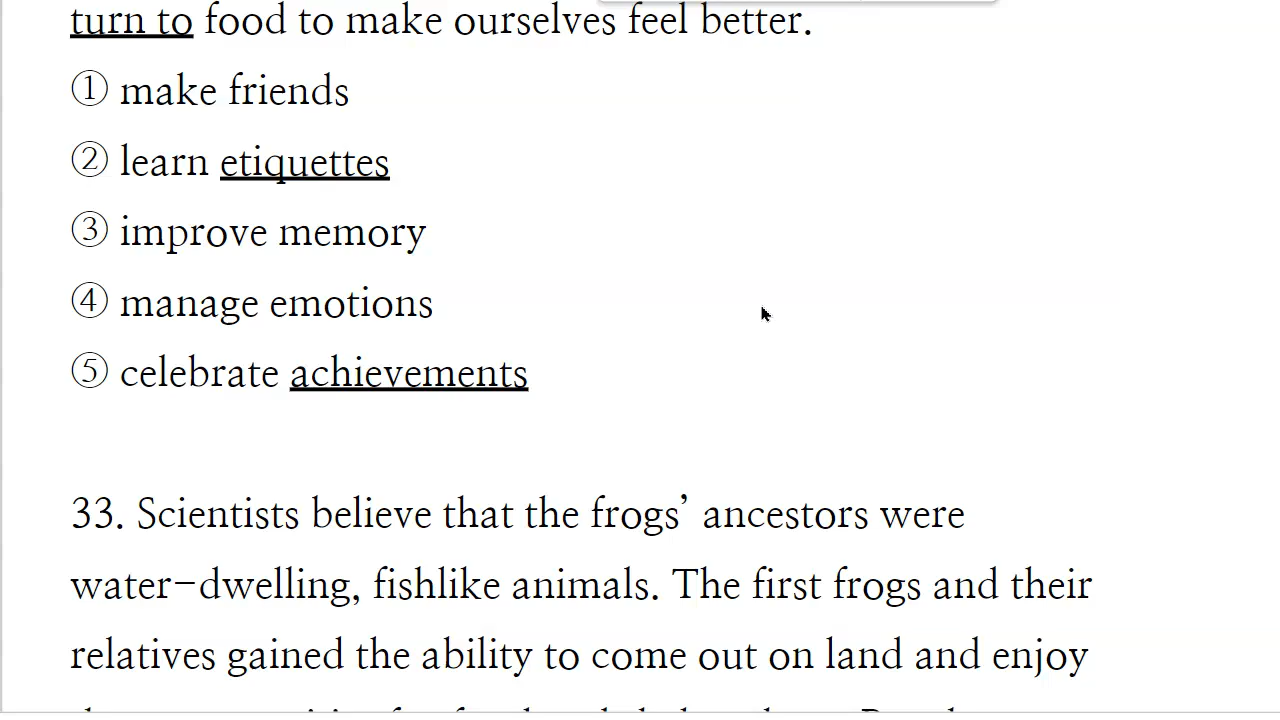 turn to food to make ourselves feel better.
① make friends
② learn etiquettes
③ improve memory
④ manage emotions
⑤ celebrate achievements
33. Scientists believe that the frogs’ ancestors were
water-dwelling, fishlike animals. The first frogs and their
relatives gained the ability to come out on land and enjoy